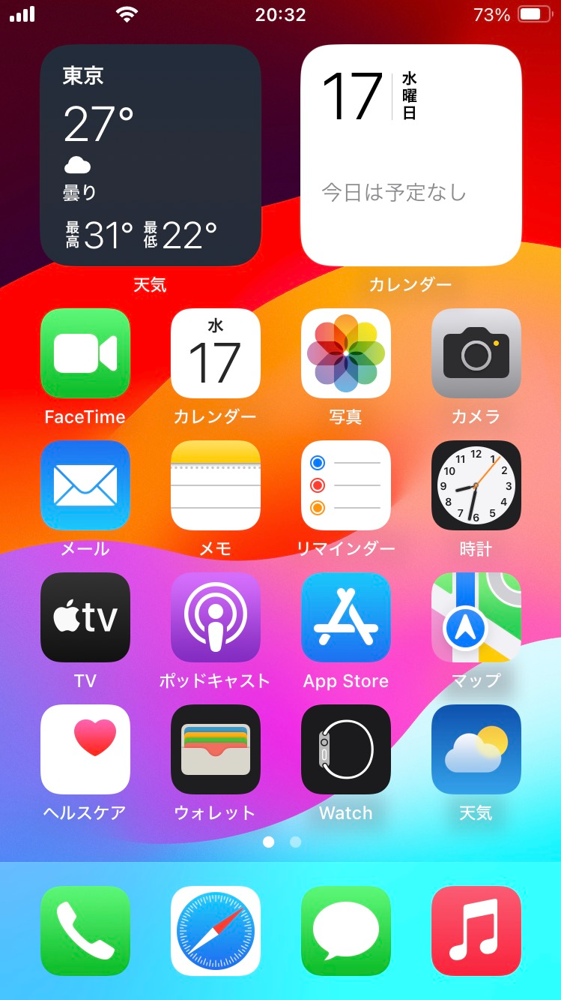 20:32
73%
東京
27°
曇り
最高31° 最低22°
天気
17 水曜日
今日は予定なし
カレンダー
水
17
FaceTime
カレンダー
写真
カメラ
12
1
2
3
4
5
6
7
8
9
10
11
メール
メモ
リマインダー
時計
tv
TV
ポッドキャスト
App Store
マップ
ヘルスケア
ウォレット
Watch
天気